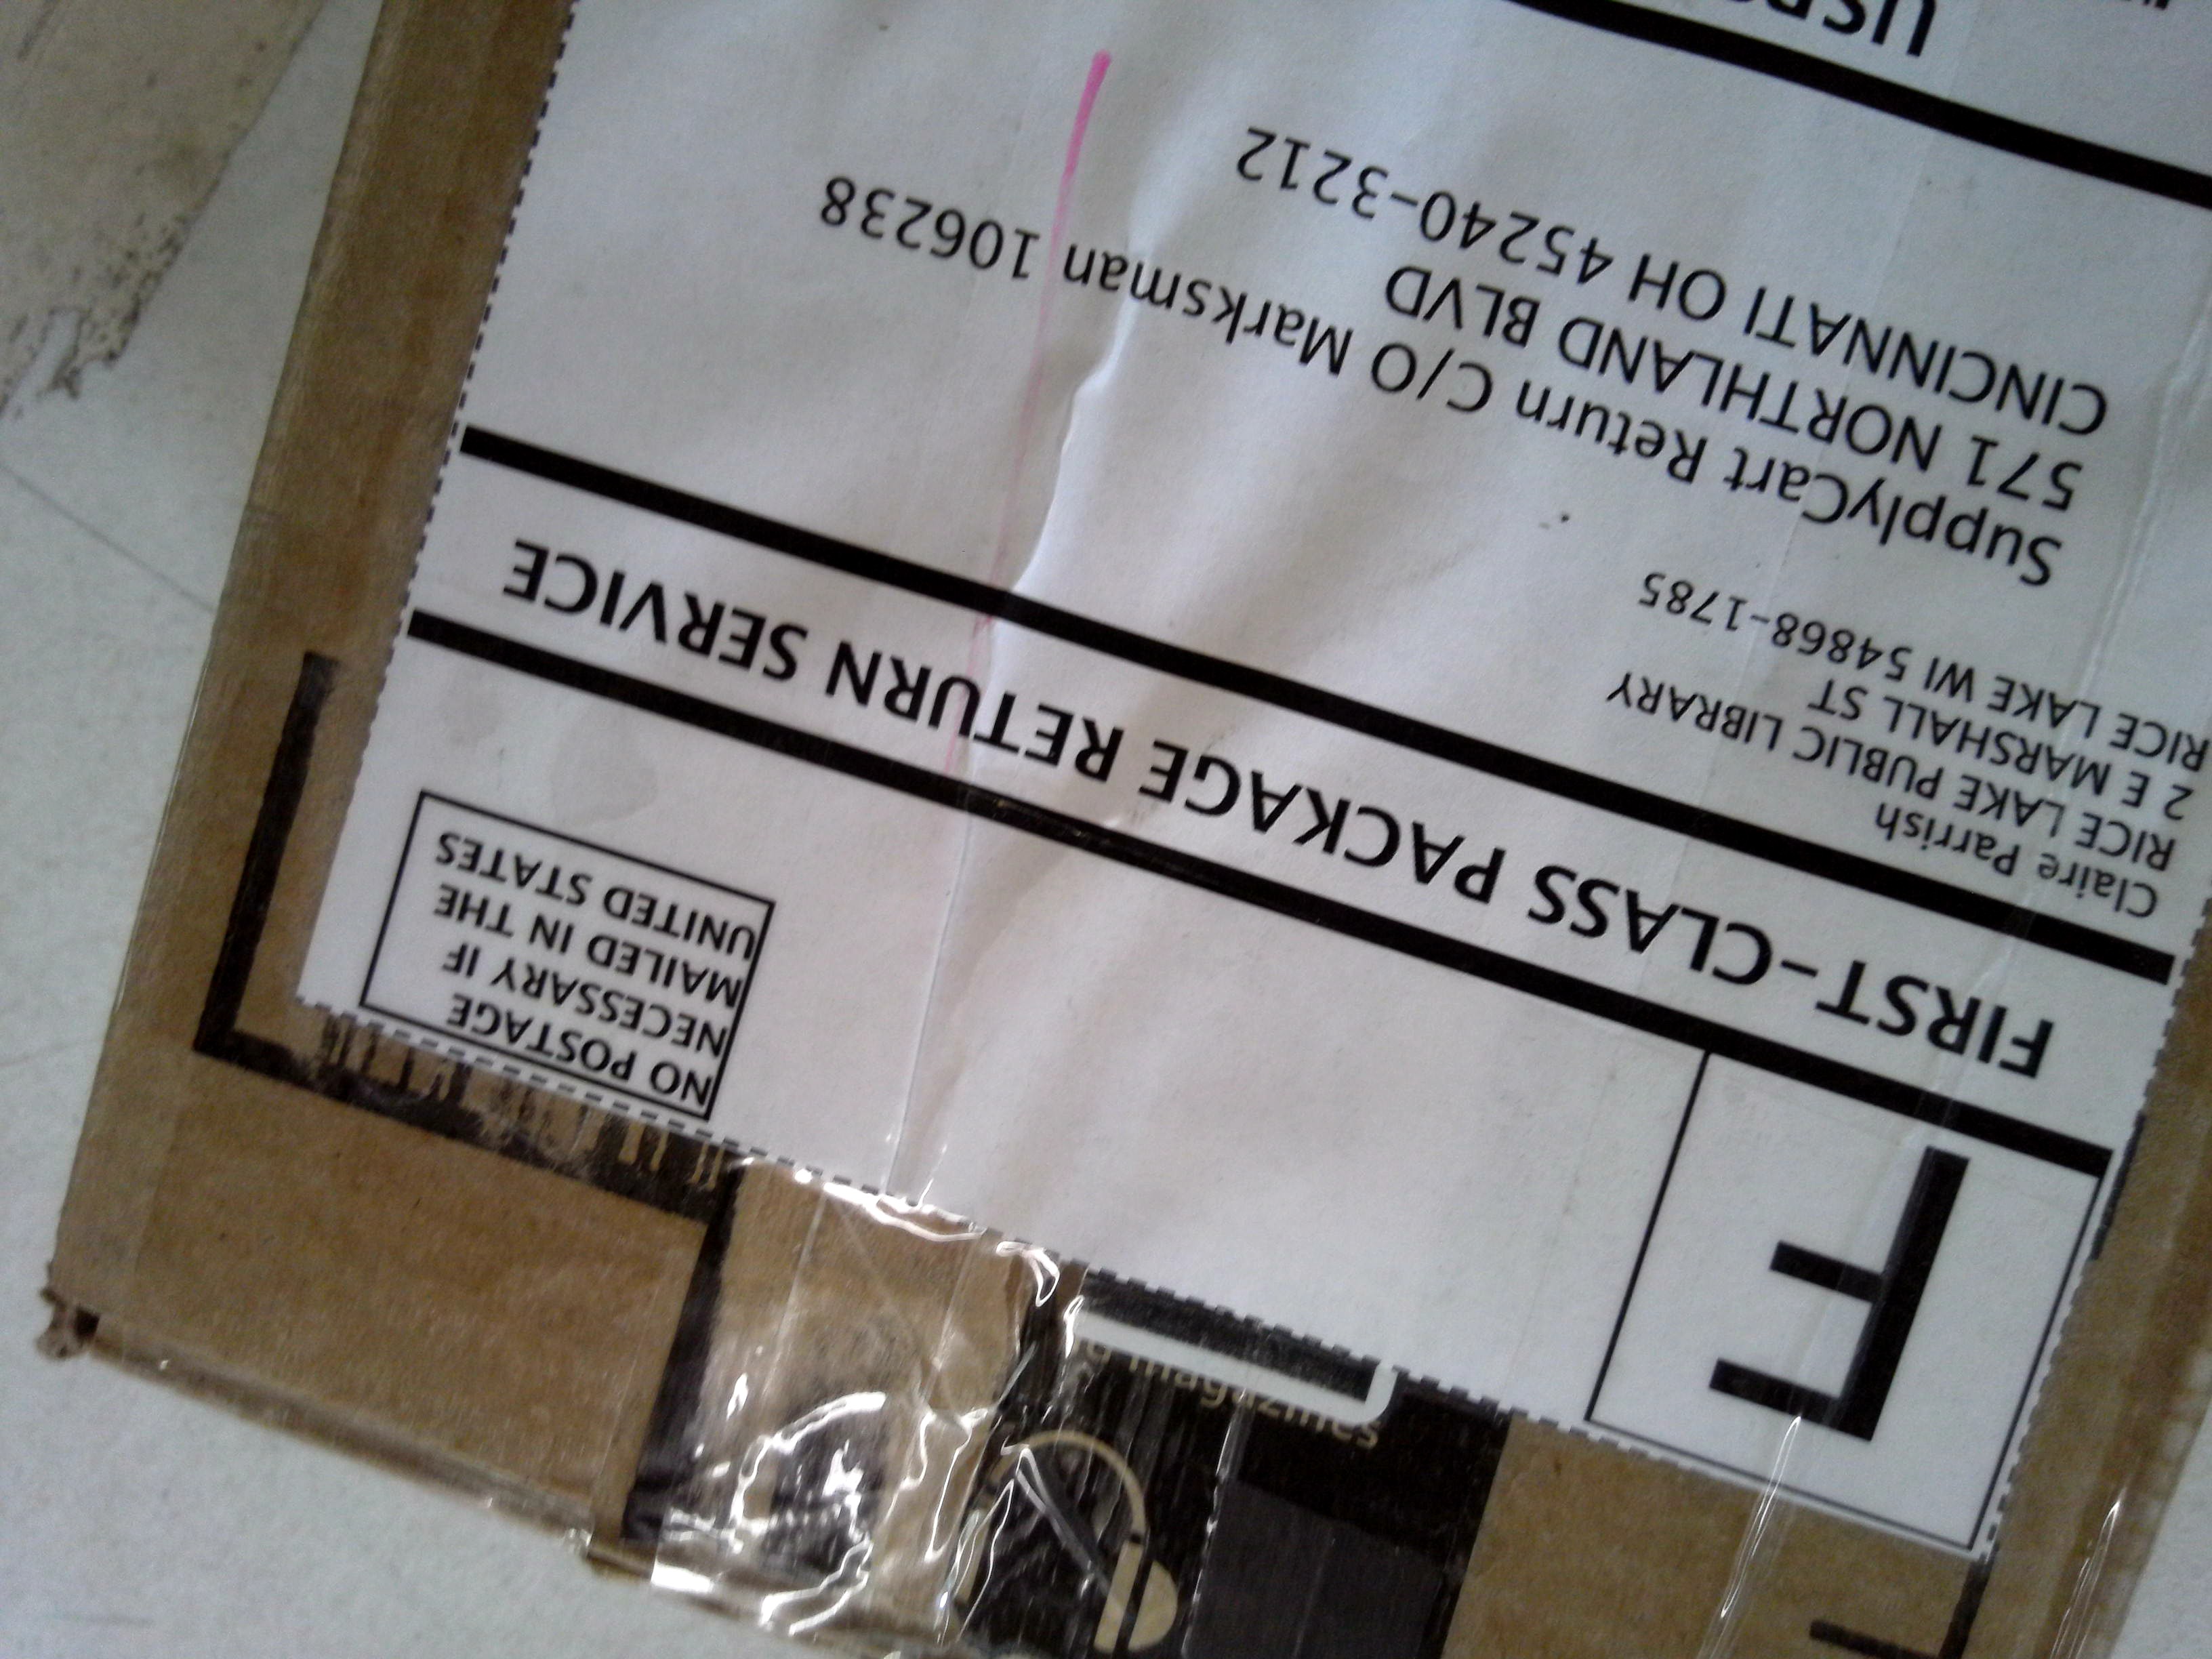 F
NO POSTAGE
NECESSARY IF
MAILED IN THE
UNITED STATES
FIRST-CLASS PACKAGE RETURN SERVICE
Claire Parrish
RICE LAKE PUBLIC LIBRARY
2 E MARSHALL ST
RICE LAKE WI 54868-1785
SupplyCart Return C/O Marksman 106238
571 NORTHLAND BLVD
CINCINNATI OH 45240-3212
magazines